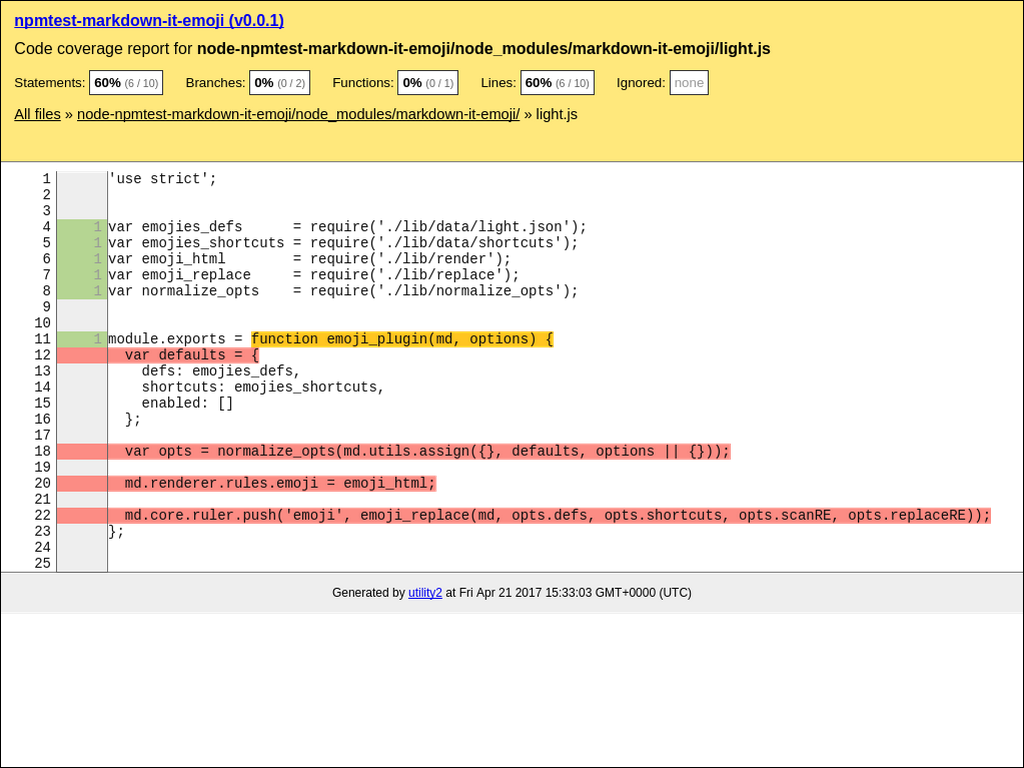 npmtest-markdown-it-emoji (v0.0.1)
Code coverage report for node-npmtest-markdown-it-emoji/node_modules/markdown-it-emoji/light.js
Statements: 60% (6 / 10) Branches: 0% (0 / 2) Functions: 0% (0 / 1) Lines: 60% (6 / 10) Ignored: none
All files » node-npmtest-markdown-it-emoji/node_modules/markdown-it-emoji/ » light.js
1 'use strict';
2
3
4 1 var emojies_defs      = require('./lib/data/light.json');
5 1 var emojies_shortcuts = require('./lib/data/shortcuts');
6 1 var emoji_html        = require('./lib/render');
7 1 var emoji_replace     = require('./lib/replace');
8 1 var normalize_opts    = require('./lib/normalize_opts');
9
10
11 1 module.exports = function emoji_plugin(md, options) {
12   var defaults = {
13     defs: emojies_defs,
14     shortcuts: emojies_shortcuts,
15     enabled: []
16   };
17
18   var opts = normalize_opts(md.utils.assign({}, defaults, options || {}));
19
20   md.renderer.rules.emoji = emoji_html;
21
22   md.core.ruler.push('emoji', emoji_replace(md, opts.defs, opts.shortcuts, opts.scanRE, opts.replaceRE));
23 };
24
25
Generated by utility2 at Fri Apr 21 2017 15:33:03 GMT+0000 (UTC)